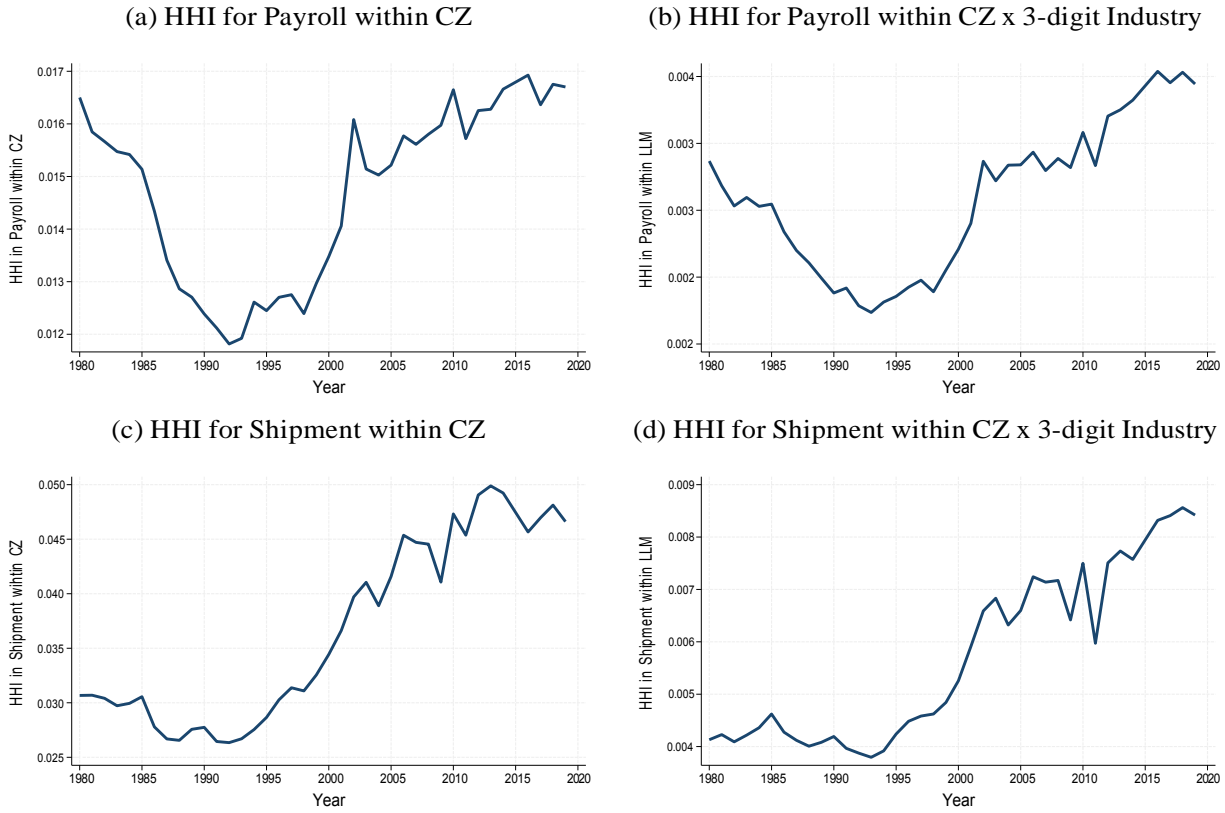 (a) HHI for Payroll within CZ
HHI in Payroll within CZ
0.017
0.016
0.015
0.014
0.013
0.012
1980 1985 1990 1995 2000 2005 2010 2015 2020
Year
(b) HHI for Payroll within CZ x 3-digit Industry
HHI in Payroll within LLM
0.004
0.003
0.003
0.002
0.002
1980 1985 1990 1995 2000 2005 2010 2015 2020
Year
(c) HHI for Shipment within CZ
HHI in Shipment wihtin CZ
0.050
0.045
0.040
0.035
0.030
0.025
1980 1985 1990 1995 2000 2005 2010 2015 2020
Year
(d) HHI for Shipment within CZ x 3-digit Industry
HHI in Shipment within LLM
0.009
0.008
0.007
0.006
0.005
0.004
1980 1985 1990 1995 2000 2005 2010 2015 2020
Year